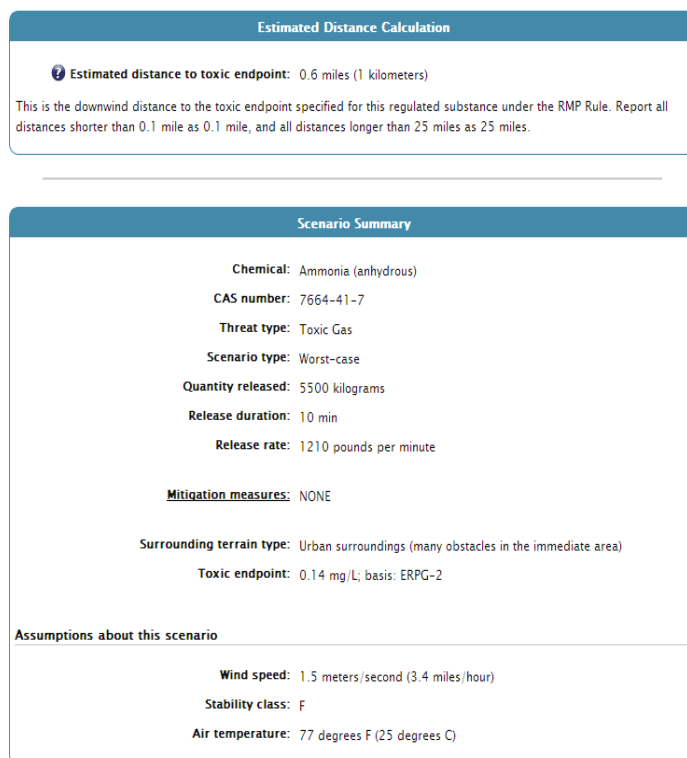 Estimated Distance Calculation
? Estimated distance to toxic endpoint: 0.6 miles (1 kilometers)
This is the downwind distance to the toxic endpoint specified for this regulated substance under the RMP Rule. Report all
distances shorter than 0.1 mile as 0.1 mile, and all distances longer than 25 miles as 25 miles.
Scenario Summary
Chemical: Ammonia (anhydrous)
CAS number: 7664-41-7
Threat type: Toxic Gas
Scenario type: Worst-case
Quantity released: 5500 kilograms
Release duration: 10 min
Release rate: 1210 pounds per minute
Mitigation measures: NONE
Surrounding terrain type: Urban surroundings (many obstacles in the immediate area)
Toxic endpoint: 0.14 mg/L; basis: ERPG-2
Assumptions about this scenario
Wind speed: 1.5 meters/second (3.4 miles/hour)
Stability class: F
Air temperature: 77 degrees F (25 degrees C)